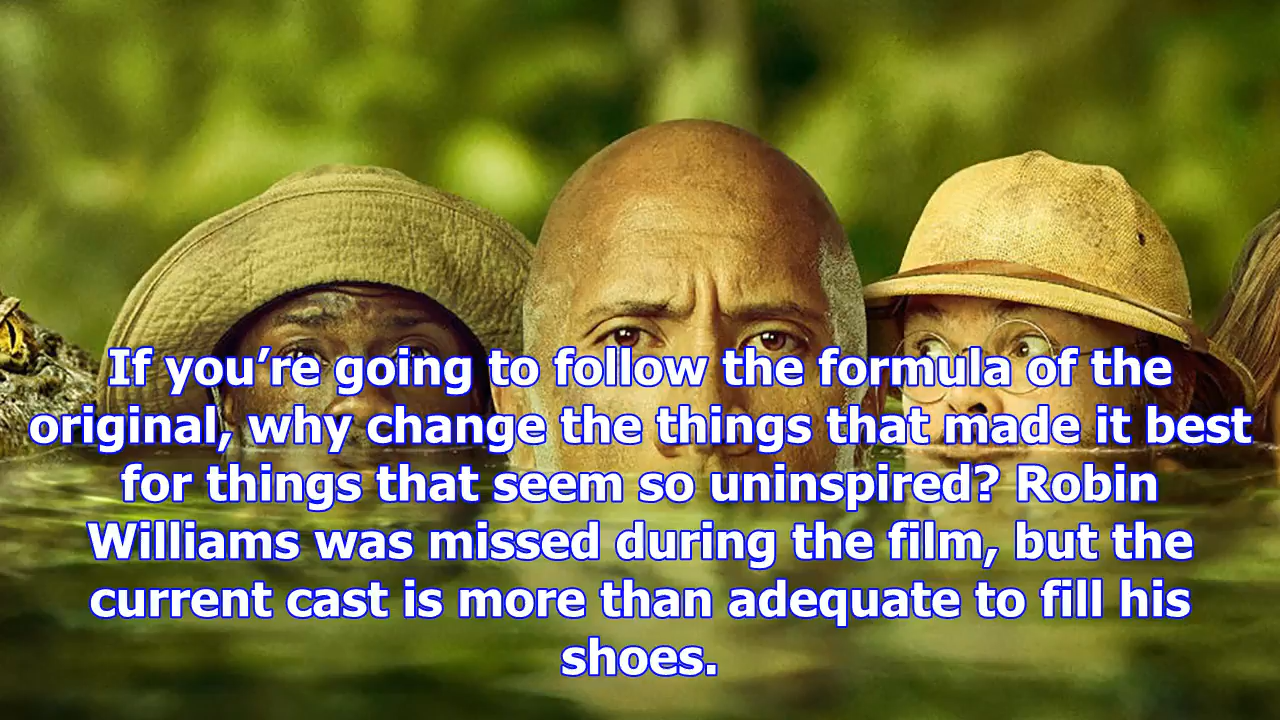 If you’re going to follow the formula of the
original, why change the things that made it best
for things that seem so uninspired? Robin
Williams was missed during the film, but the
current cast is more than adequate to fill his
shoes.